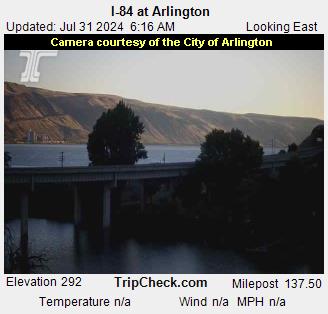 I-84 at Arlington
Updated: Jul 31 2024 6:16 AM Looking East
Camera courtesy of the City of Arlington
Elevation 292 TripCheck.com Milepost 137.50
Temperature n/a Wind n/a MPH n/a